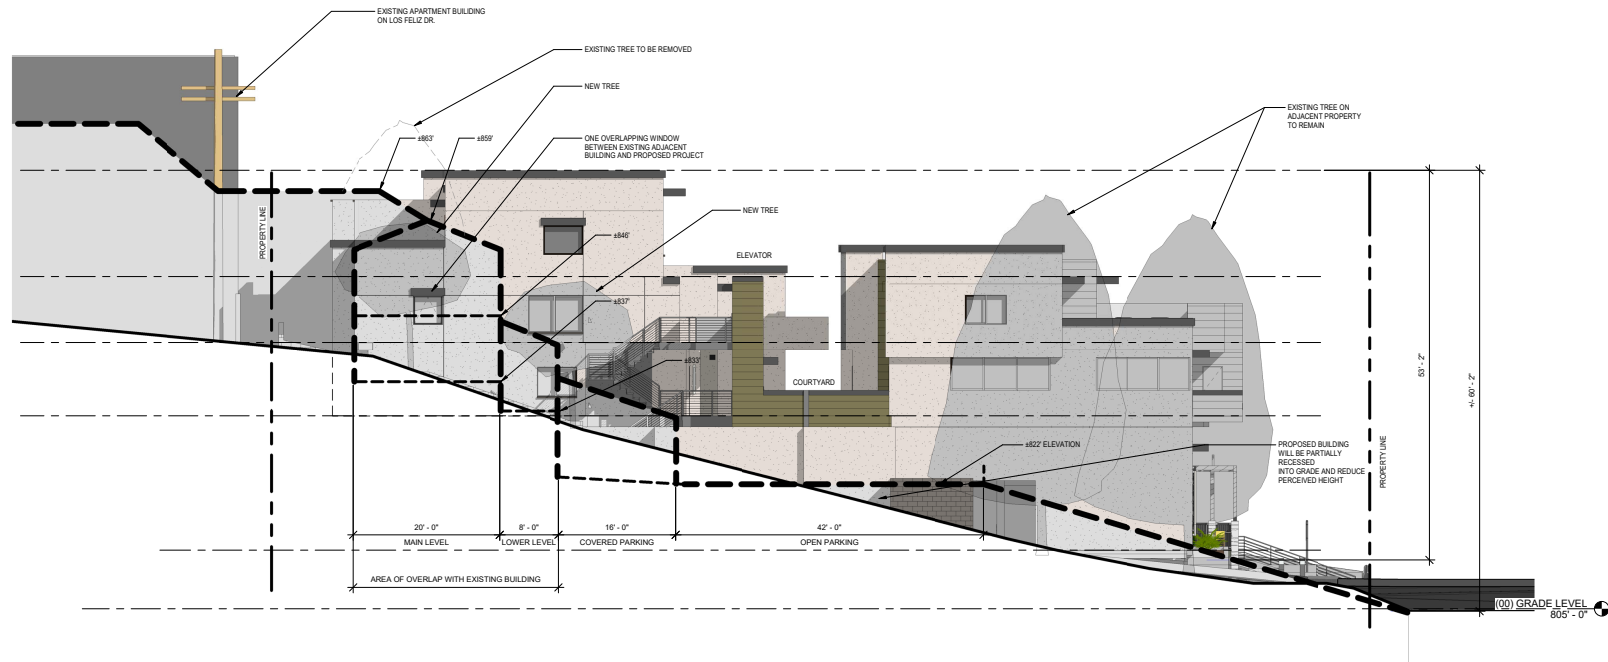 EXISTING APARTMENT BUILIDING
ON LOS FELIZ DR.
EXISTING TREE TO BE REMOVED
NEW TREE
EXISTING TREE ON
ADJACENT PROPERTY
TO REMAIN
±863'
±859'
ONE OVERLAPPING WINDOW
BETWEEN EXISTING ADJACENT
BUILDING AND PROPOSED PROJECT
NEW TREE
PROPERTY LINE
±846'
ELEVATOR
±837'
±833'
COURTYARD
53' - 2"
+/- 60' - 2"
±822' ELEVATION
PROPOSED BUILDING
WILL BE PARTIALLY
RECESSED
INTO GRADE AND REDUCE
PERCEIVED HEIGHT
PROPERTY LINE
20' - 0"
8' - 0"
16' - 0"
42' - 0"
MAIN LEVEL
LOWER LEVEL
COVERED PARKING
OPEN PARKING
AREA OF OVERLAP WITH EXISTING BUILDING
(00) GRADE LEVEL
805' - 0"